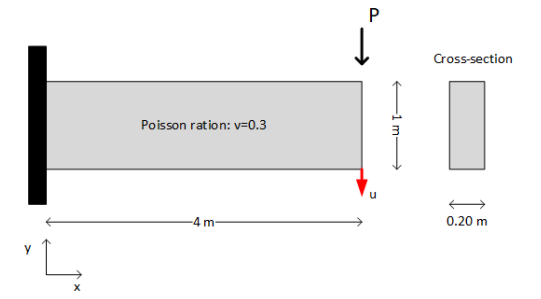 P
Cross-section
Poisson ration: v=0.3
1 m
u
4 m
0.20 m
y
x